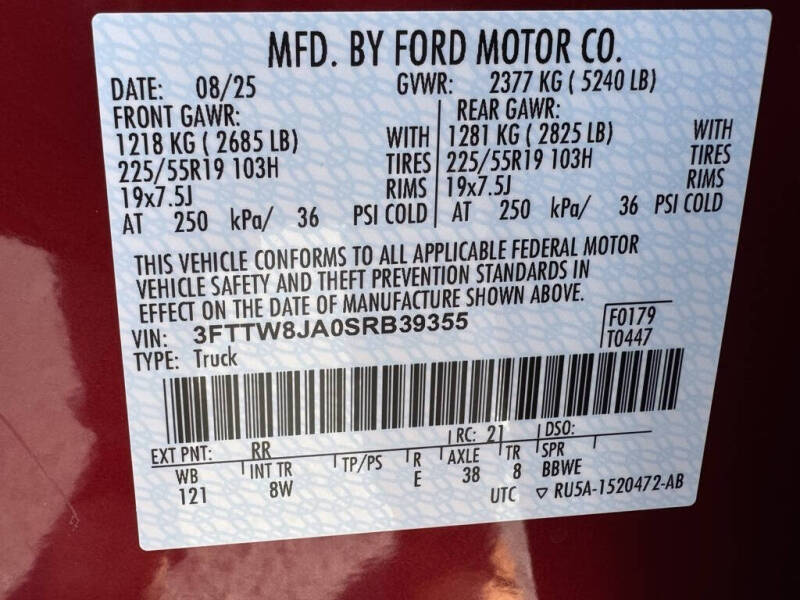 MFD. BY FORD MOTOR CO.
DATE: 08/25 GVWR: 2377 KG ( 5240 LB)
FRONT GAWR: REAR GAWR:
1218 KG ( 2685 LB) WITH 1281 KG ( 2825 LB) WITH
225/55R19 103H TIRES 225/55R19 103H TIRES
19x7.5J RIMS 19x7.5J RIMS
AT 250 kPa/ 36 PSI COLD AT 250 kPa/ 36 PSI COLD
THIS VEHICLE CONFORMS TO ALL APPLICABLE FEDERAL MOTOR
VEHICLE SAFETY AND THEFT PREVENTION STANDARDS IN
EFFECT ON THE DATE OF MANUFACTURE SHOWN ABOVE.
VIN: 3FTTW8JA0SRB39355 F0179
TYPE: Truck T0447
EXT PNT: RR RC: 21 DSO:
WB INT TR TP/PS R AXLE TR SPR
121 8W E 38 8 BBWE
UTC ▽ RU5A-1520472-AB